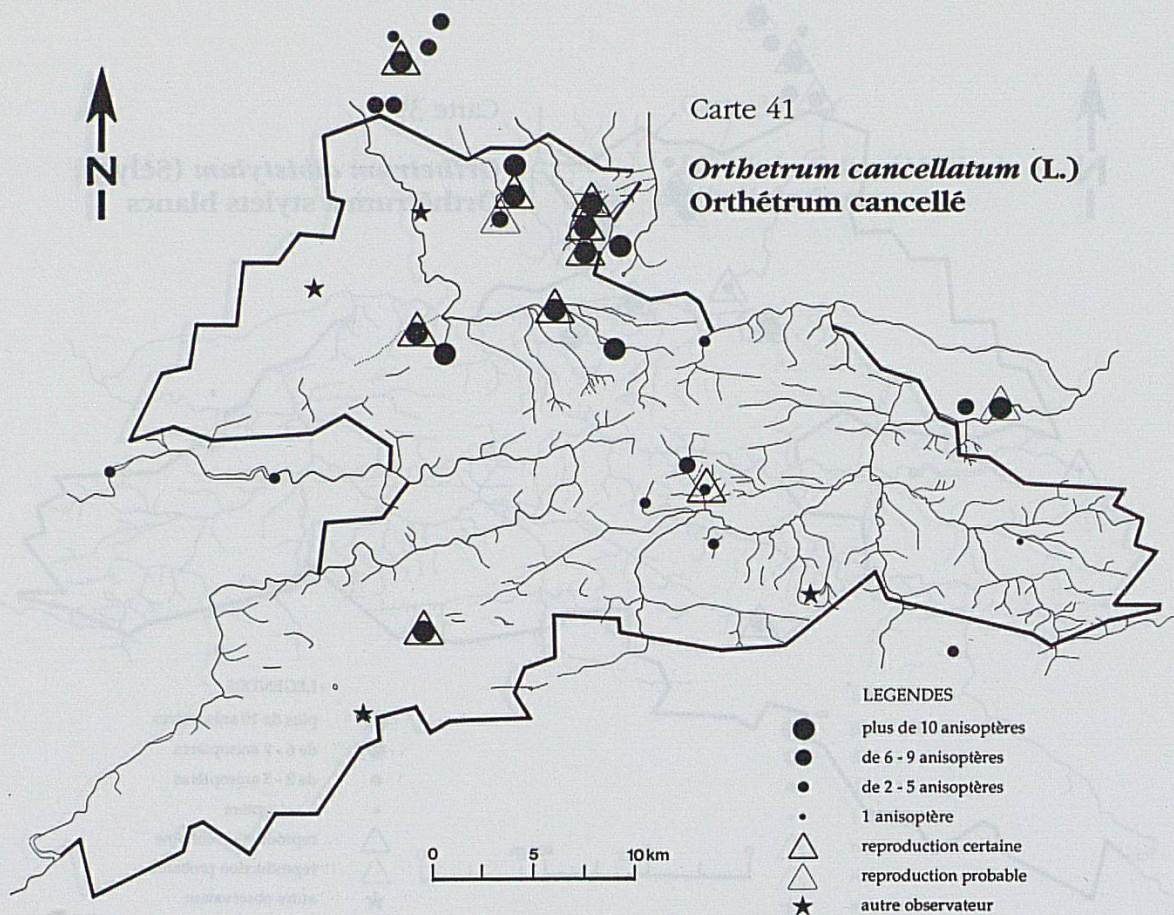 N
Carte 41
Orthetrum cancellatum (L.)
Orthétrum cancellé
LEGENDES
plus de 10 anisoptères
de 6 - 9 anisoptères
de 2 - 5 anisoptères
1 anisoptère
reproduction certaine
reproduction probable
autre observateur
0 5 10 km